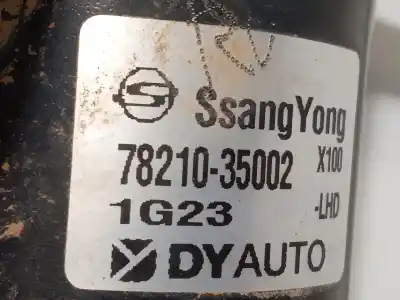 SsangYong
78210-35002 X100
1G23 -LHD
DYAUTO